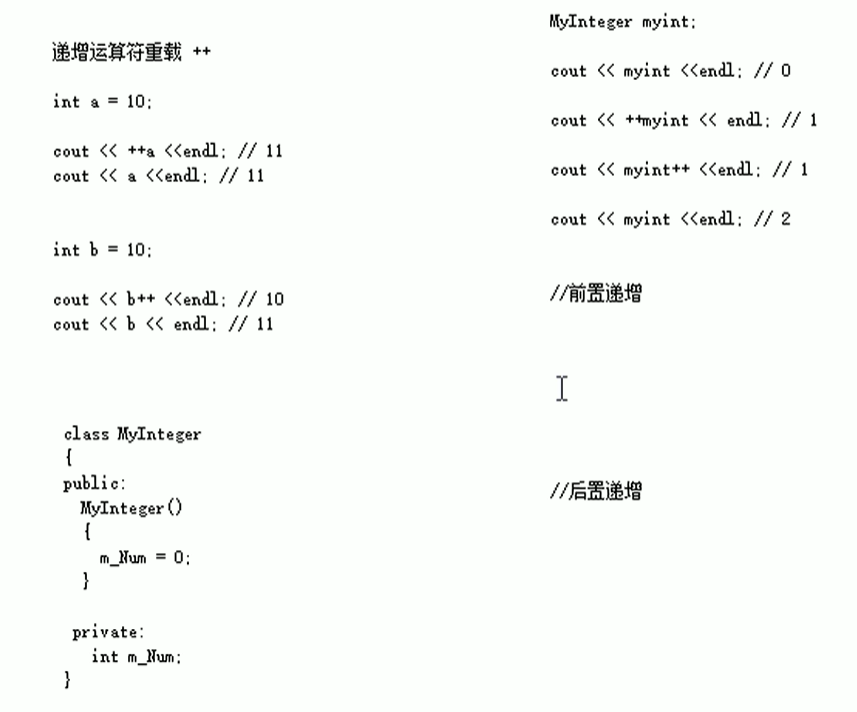 递增运算符重载 ++
int a = 10;
cout << ++a <<endl; // 11
cout << a <<endl; // 11
int b = 10;
cout << b++ <<endl; // 10
cout << b << endl; // 11
class MyInteger
{
public:
MyInteger()
{
m_Num = 0;
}
private:
int m_Num;
}
MyInteger myint;
cout << myint <<endl; // 0
cout << ++myint << endl; // 1
cout << myint++ <<endl; // 1
cout << myint <<endl; // 2
//前置递增
//后置递增